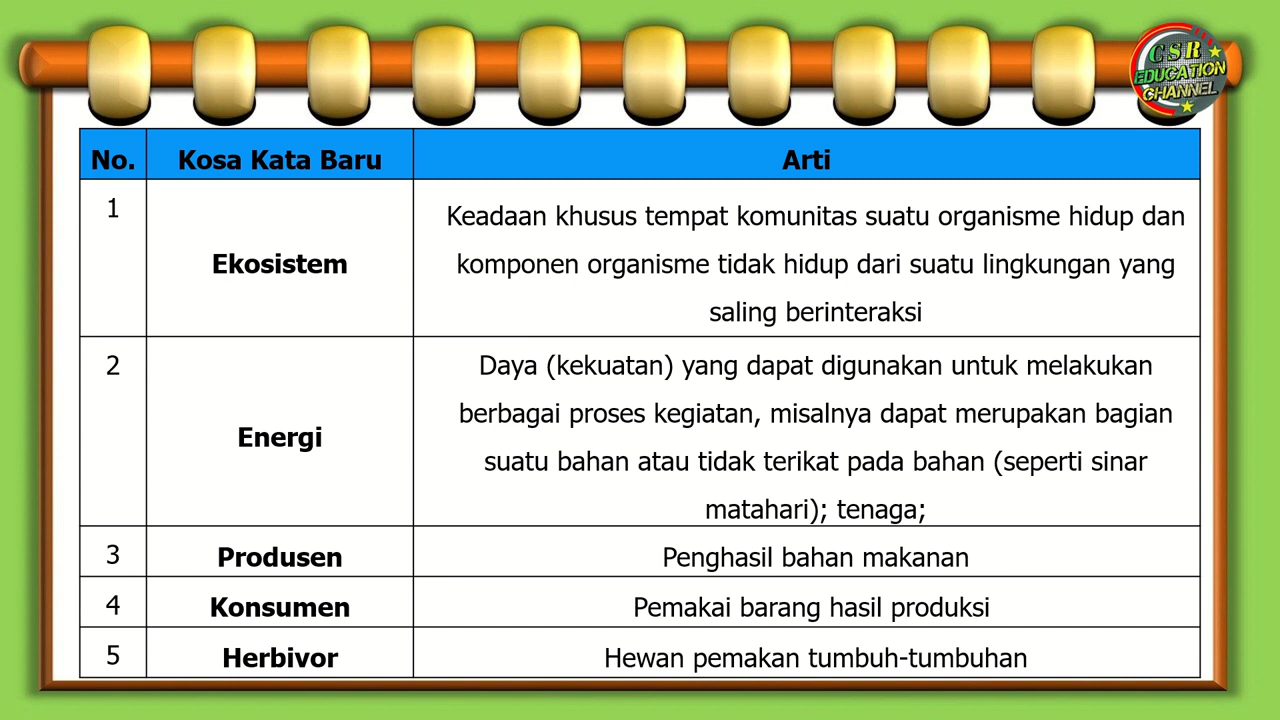 CSR
EDUCATION
CHANNEL
No. Kosa Kata Baru Arti
1
Ekosistem
Keadaan khusus tempat komunitas suatu organisme hidup dan
komponen organisme tidak hidup dari suatu lingkungan yang
saling berinteraksi
2
Energi
Daya (kekuatan) yang dapat digunakan untuk melakukan
berbagai proses kegiatan, misalnya dapat merupakan bagian
suatu bahan atau tidak terikat pada bahan (seperti sinar
matahari); tenaga;
3 Produsen Penghasil bahan makanan
4 Konsumen Pemakai barang hasil produksi
5 Herbivor Hewan pemakan tumbuh-tumbuhan